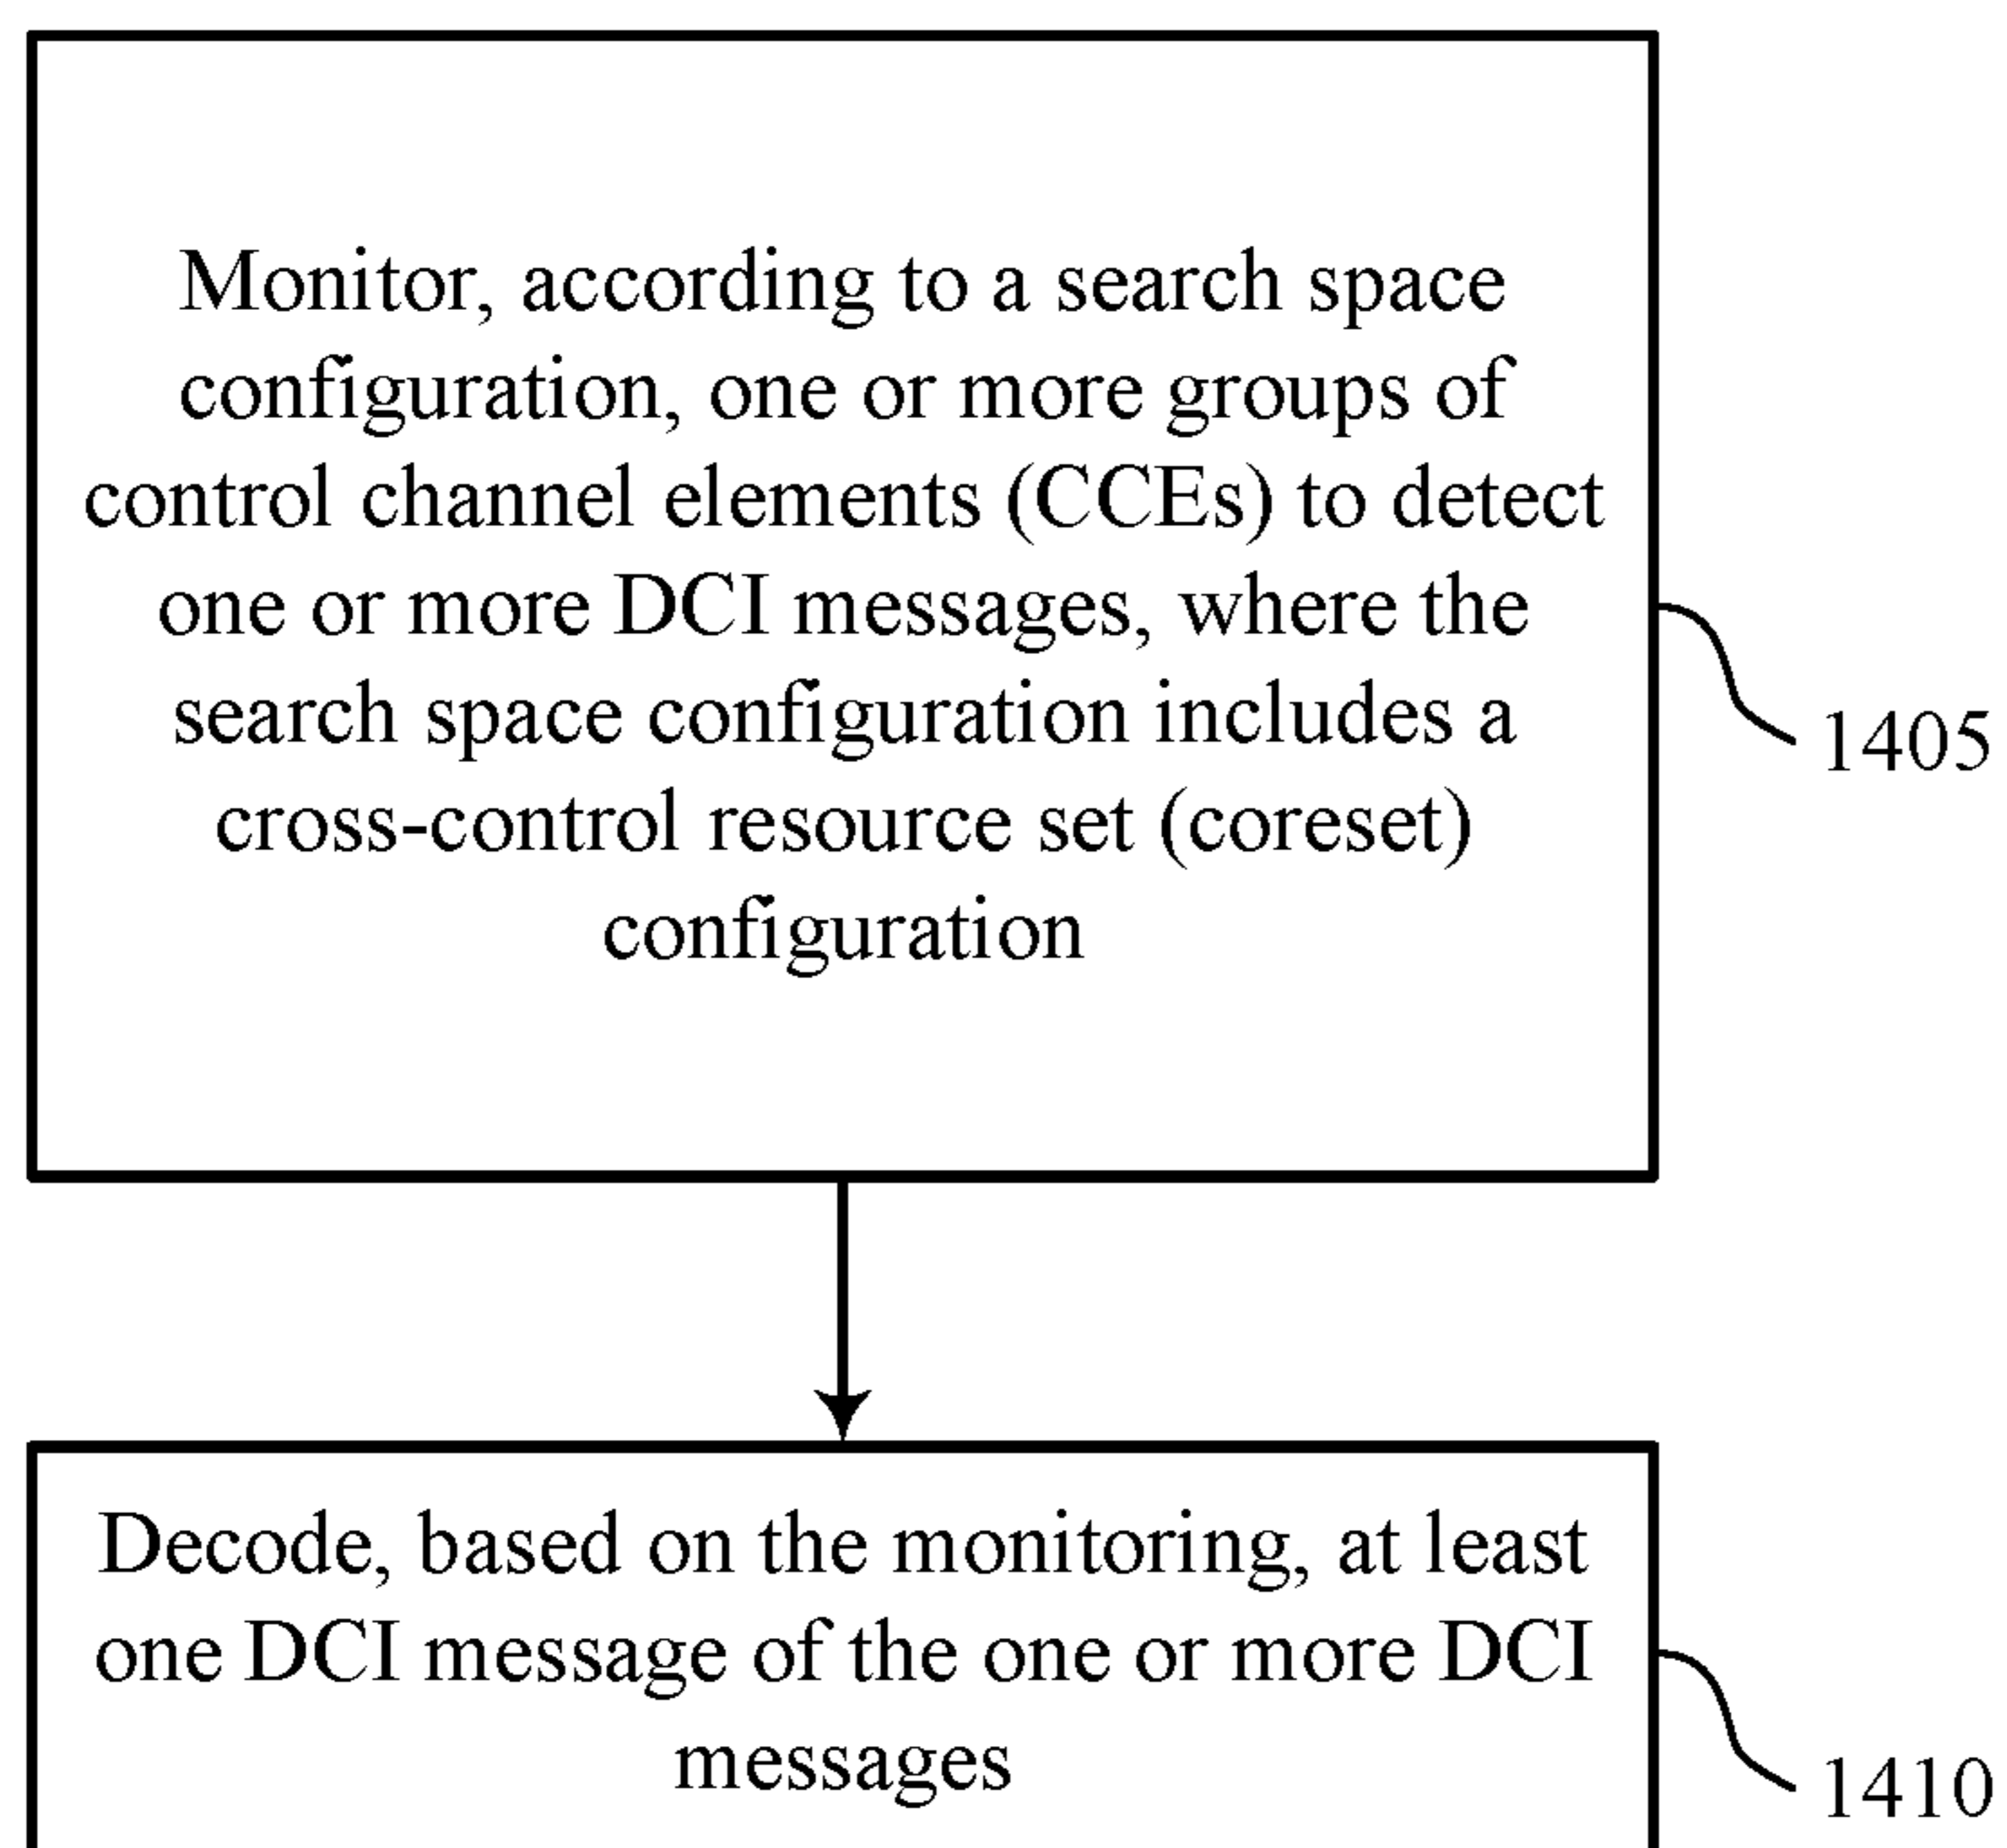 Monitor, according to a search space
configuration, one or more groups of
control channel elements (CCEs) to detect
one or more DCI messages, where the
search space configuration includes a
cross-control resource set (coreset)
configuration
1405
Decode, based on the monitoring, at least
one DCI message of the one or more DCI
messages
1410